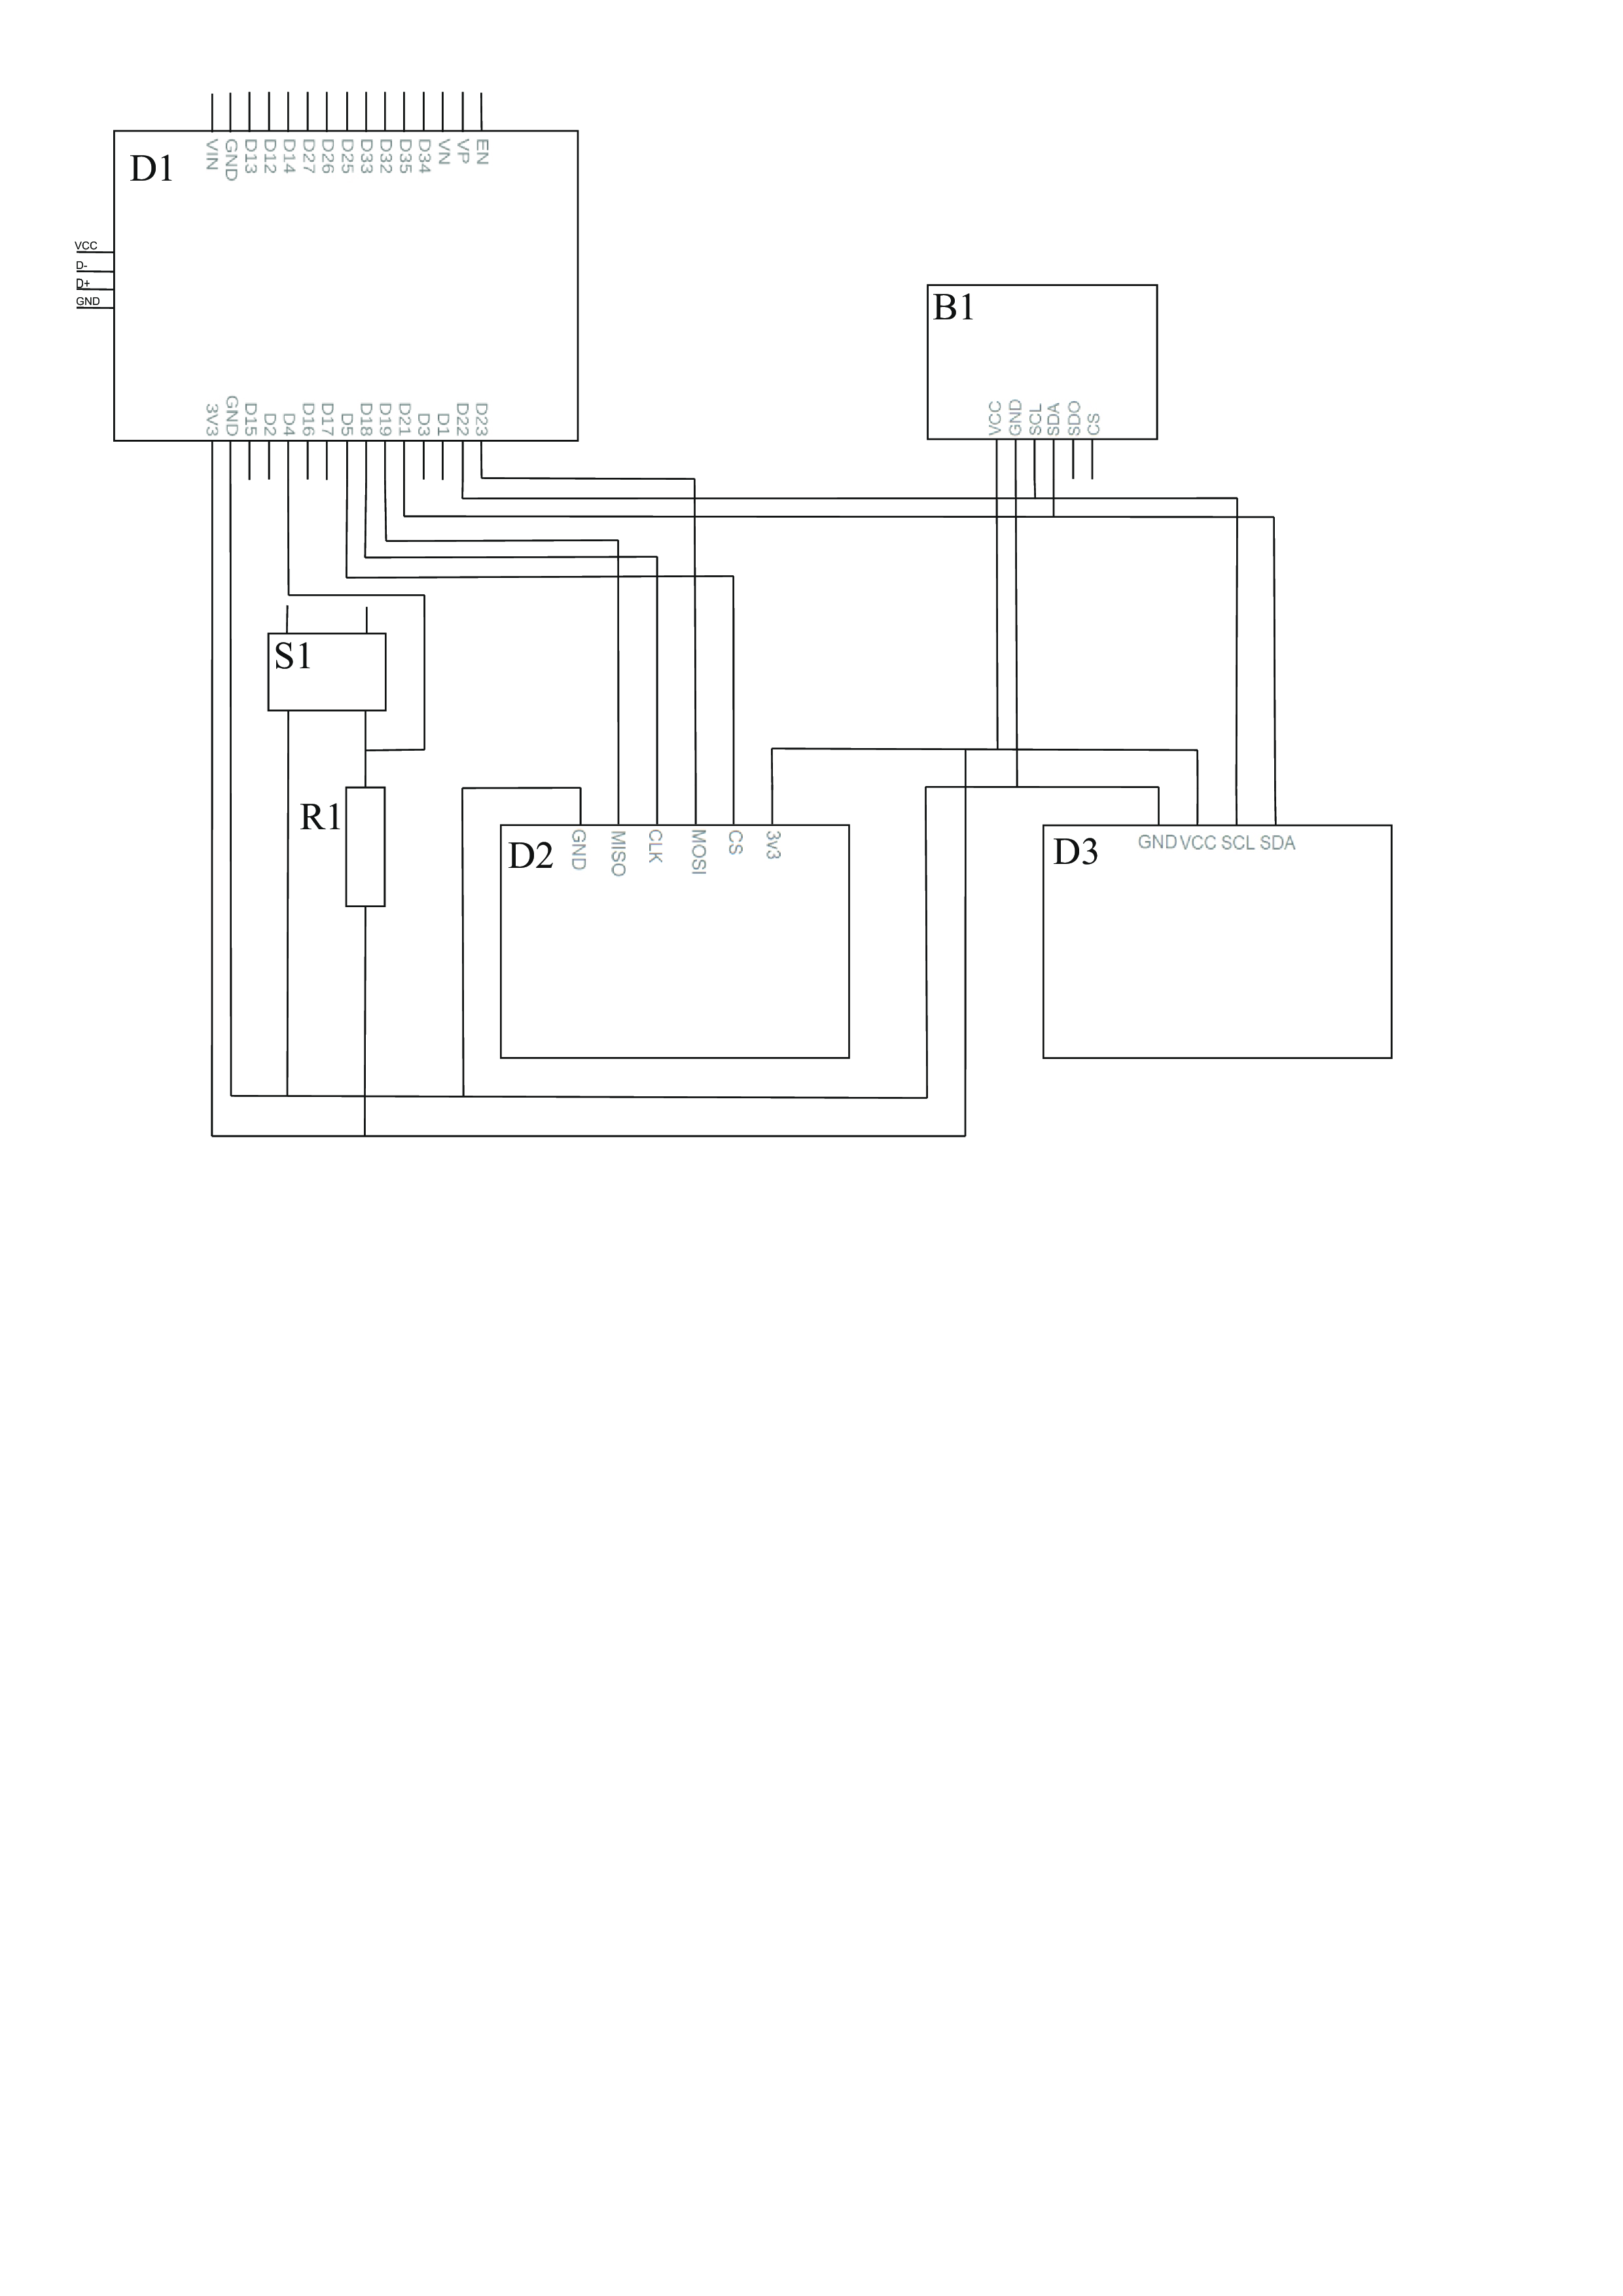 VIN GND D13 D12 D14 D27 D26 D25 D33 D32 D35 D34 VN VP EN
D1
VCC
D-
D+
GND
B1
3V3 GND D15 D2 D4 D16 D17 D5 D18 D19 D21 D3 D1 D22 D23
VCC GND SCL SDA SDO CS
S1
R1
D2
GND MISO CLK MOSI CS 3v3
D3
GND VCC SCL SDA